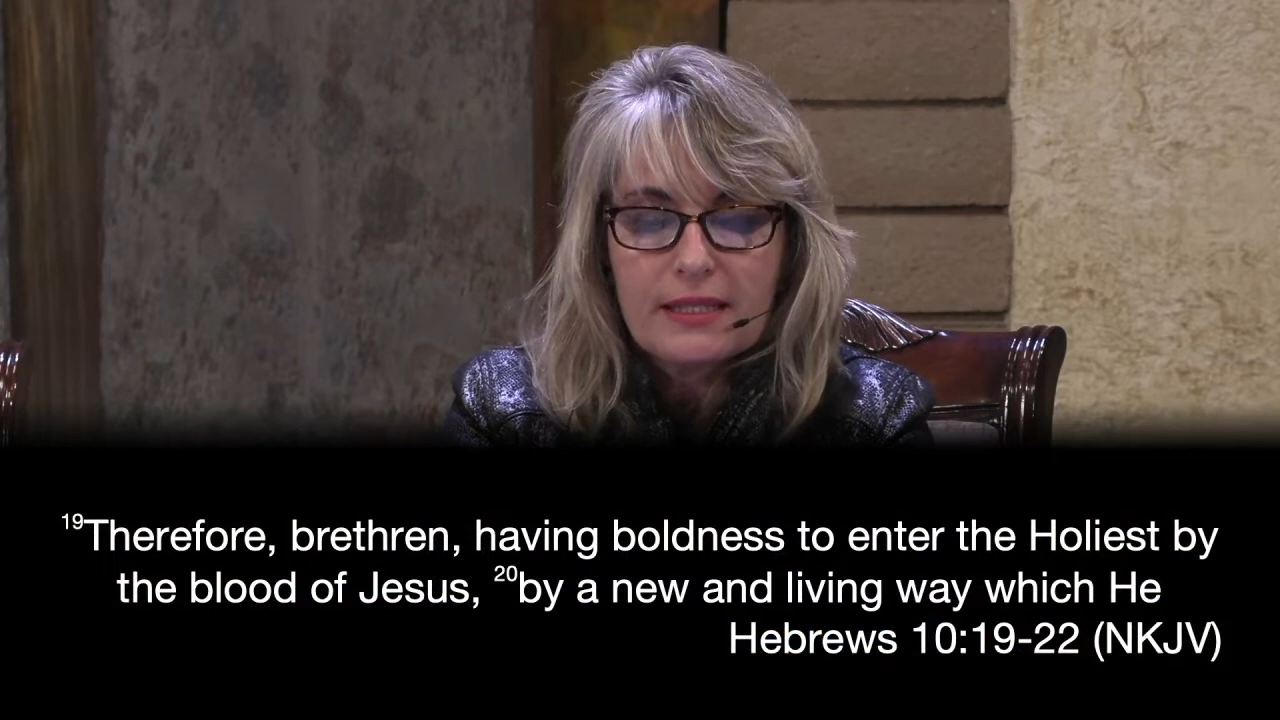 19Therefore, brethren, having boldness to enter the Holiest by
the blood of Jesus, 20by a new and living way which He
Hebrews 10:19-22 (NKJV)